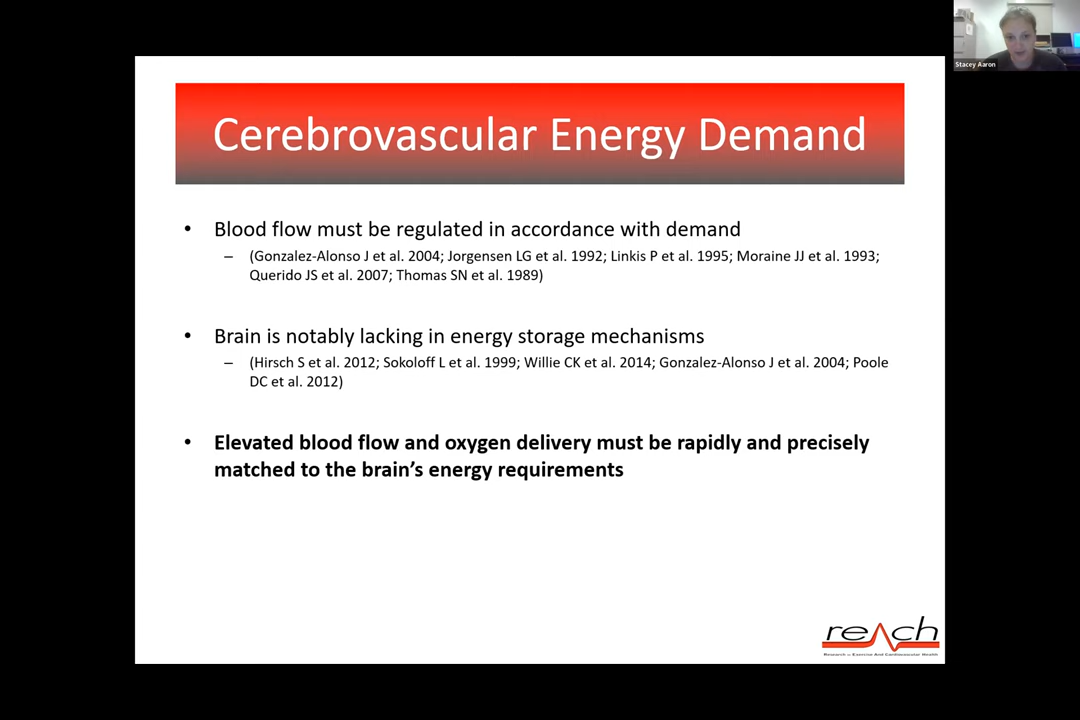 Stacey Aaron
Cerebrovascular Energy Demand
• Blood flow must be regulated in accordance with demand
– (Gonzalez-Alonso J et al. 2004; Jorgensen LG et al. 1992; Linkis P et al. 1995; Moraine JJ et al. 1993;
Querido JS et al. 2007; Thomas SN et al. 1989)
• Brain is notably lacking in energy storage mechanisms
– (Hirsch S et al. 2012; Sokoloff L et al. 1999; Willie CK et al. 2014; Gonzalez-Alonso J et al. 2004; Poole
DC et al. 2012)
• Elevated blood flow and oxygen delivery must be rapidly and precisely
matched to the brain’s energy requirements
reach
Research in Exercise And Cardiovascular Health